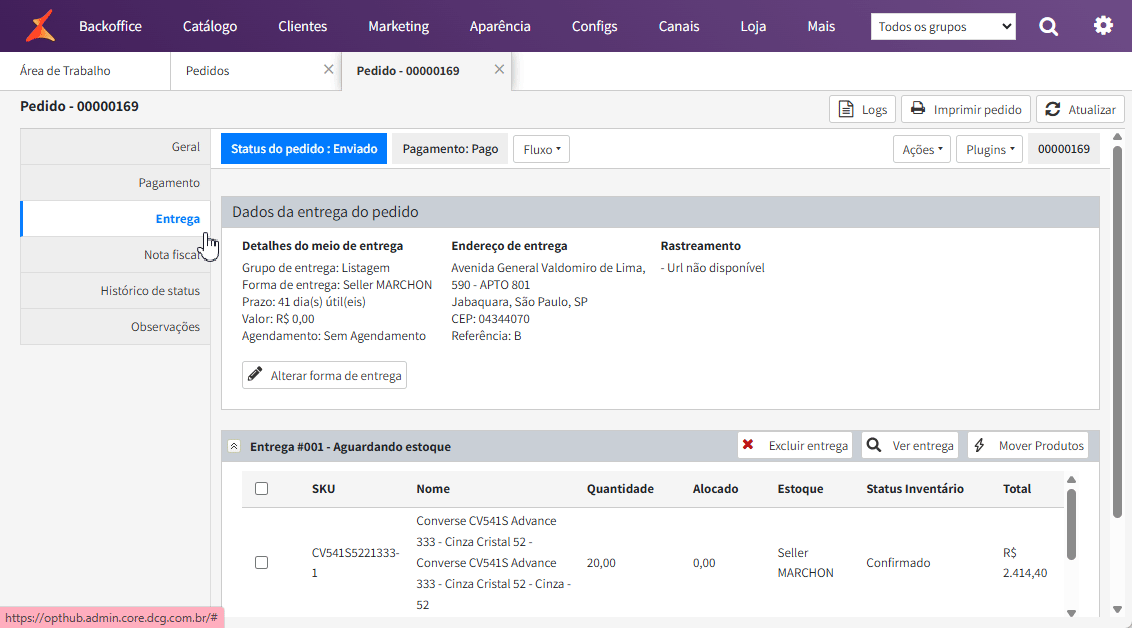 Backoffice Catálogo Clientes Marketing Aparência Configs Canais Loja Mais Todos os grupos
Área de Trabalho Pedidos Pedido - 00000169
Pedido - 00000169 Logs Imprimir pedido Atualizar
Geral
Pagamento
Entrega
Nota fiscal
Histórico de status
Observações
Status do pedido : Enviado Pagamento: Pago Fluxo Ações Plugins 00000169
Dados da entrega do pedido
Detalhes do meio de entrega
Grupo de entrega: Listagem
Forma de entrega: Seller MARCHON
Prazo: 41 dia(s) útil(eis)
Valor: R$ 0,00
Agendamento: Sem Agendamento
Endereço de entrega
Avenida General Valdomiro de Lima,
590 - APTO 801
Jabaquara, São Paulo, SP
CEP: 04344070
Referência: B
Rastreamento
- Url não disponível
Alterar forma de entrega
Entrega #001 - Aguardando estoque Excluir entrega Ver entrega Mover Produtos
SKU Nome Quantidade Alocado Estoque Status Inventário Total
CV541S5221333-
1
Converse CV541S Advance
333 - Cinza Cristal 52 -
Converse CV541S Advance
333 - Cinza Cristal 52 - Cinza -
52
20,00
0,00
Seller
MARCHON
Confirmado
R$
2.414,40
https://opthub.admin.core.dcg.com.br/#